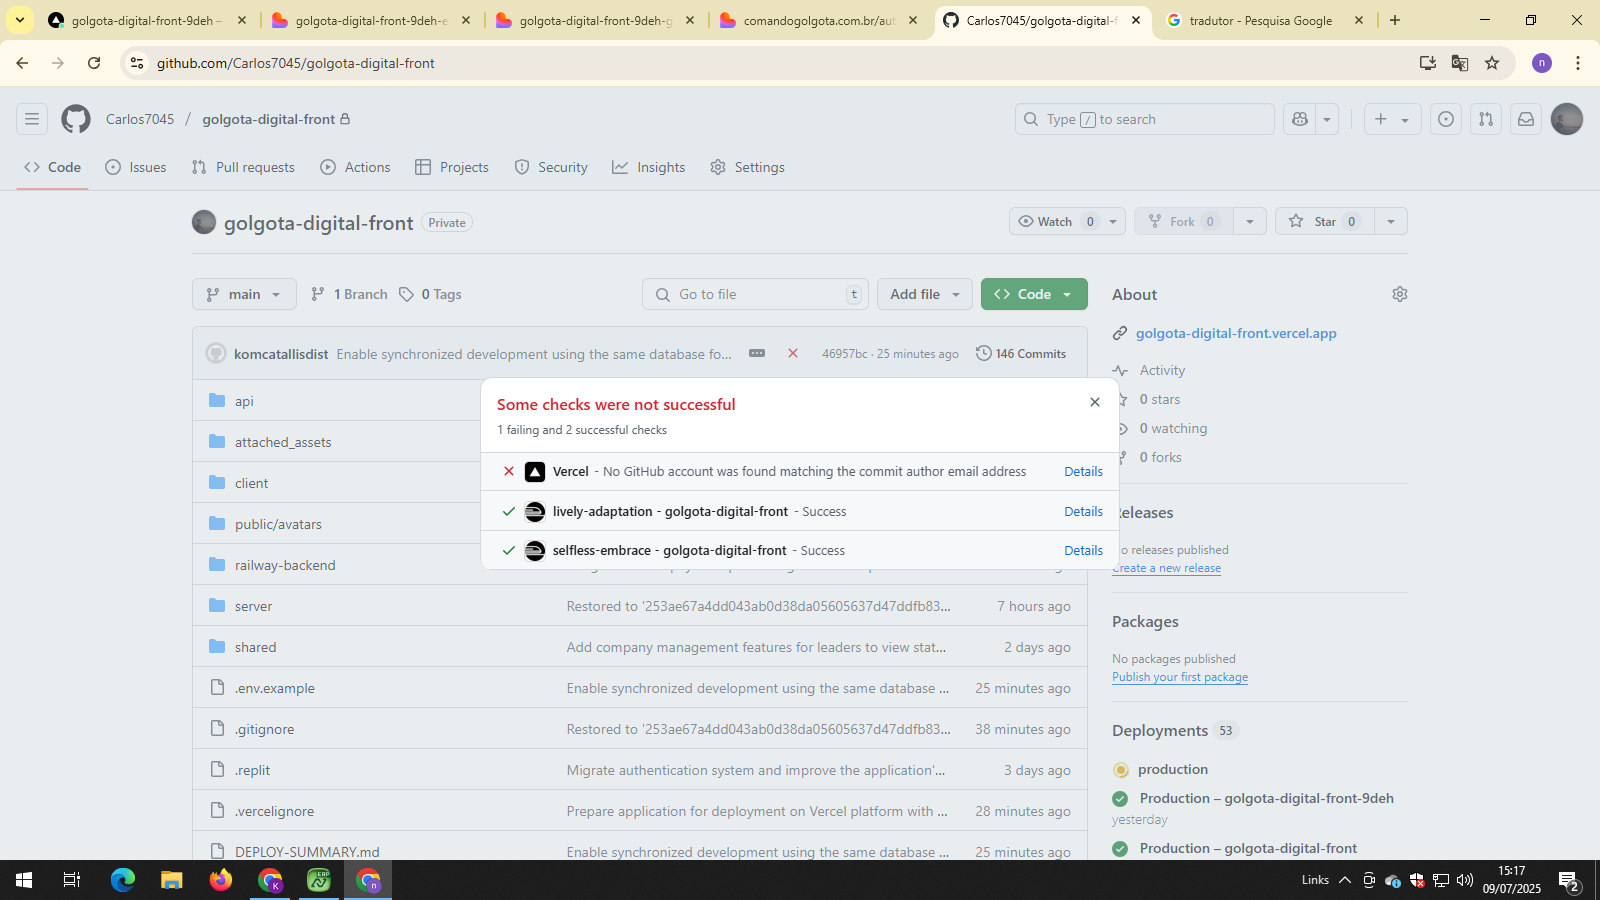 golgota-digital-front-9deh –
golgota-digital-front-9deh-e
golgota-digital-front-9deh-g
comandogolgota.com.br/aut
Carlos7045/golgota-digital-f
tradutor - Pesquisa Google
github.com/Carlos7045/golgota-digital-front
n
Carlos7045 / golgota-digital-front
Type / to search
Code
Issues
Pull requests
Actions
Projects
Security
Insights
Settings
golgota-digital-front
Private
Watch 0
Fork 0
Star 0
main
1 Branch
0 Tags
Go to file
t
Add file
Code
About
golgota-digital-front.vercel.app
komcatallisdist
Enable synchronized development using the same database fo...
46957bc · 25 minutes ago
146 Commits
Activity
0 stars
0 watching
forks
api
attached_assets
client
public/avatars
railway-backend
Some checks were not successful
1 failing and 2 successful checks
Vercel - No GitHub account was found matching the commit author email address
Details
lively-adaptation - golgota-digital-front - Success
Details
selfless-embrace - golgota-digital-front - Success
Details
releases published
Create a new release
server
Restored to '253ae67a4dd043ab0d38da05605637d47ddfb83...
7 hours ago
shared
Add company management features for leaders to view stat...
2 days ago
.env.example
Enable synchronized development using the same database ...
25 minutes ago
.gitignore
Restored to '253ae67a4dd043ab0d38da05605637d47ddfb83...
38 minutes ago
.replit
Migrate authentication system and improve the application'...
3 days ago
.vercelignore
Prepare application for deployment on Vercel platform with ...
28 minutes ago
DEPLOY-SUMMARY.md
Enable synchronized development using the same database ...
25 minutes ago
Packages
No packages published
Publish your first package
Deployments 53
production
Production – golgota-digital-front-9deh
yesterday
Production – golgota-digital-front
K
ERP
n
Links
15:17
09/07/2025
2